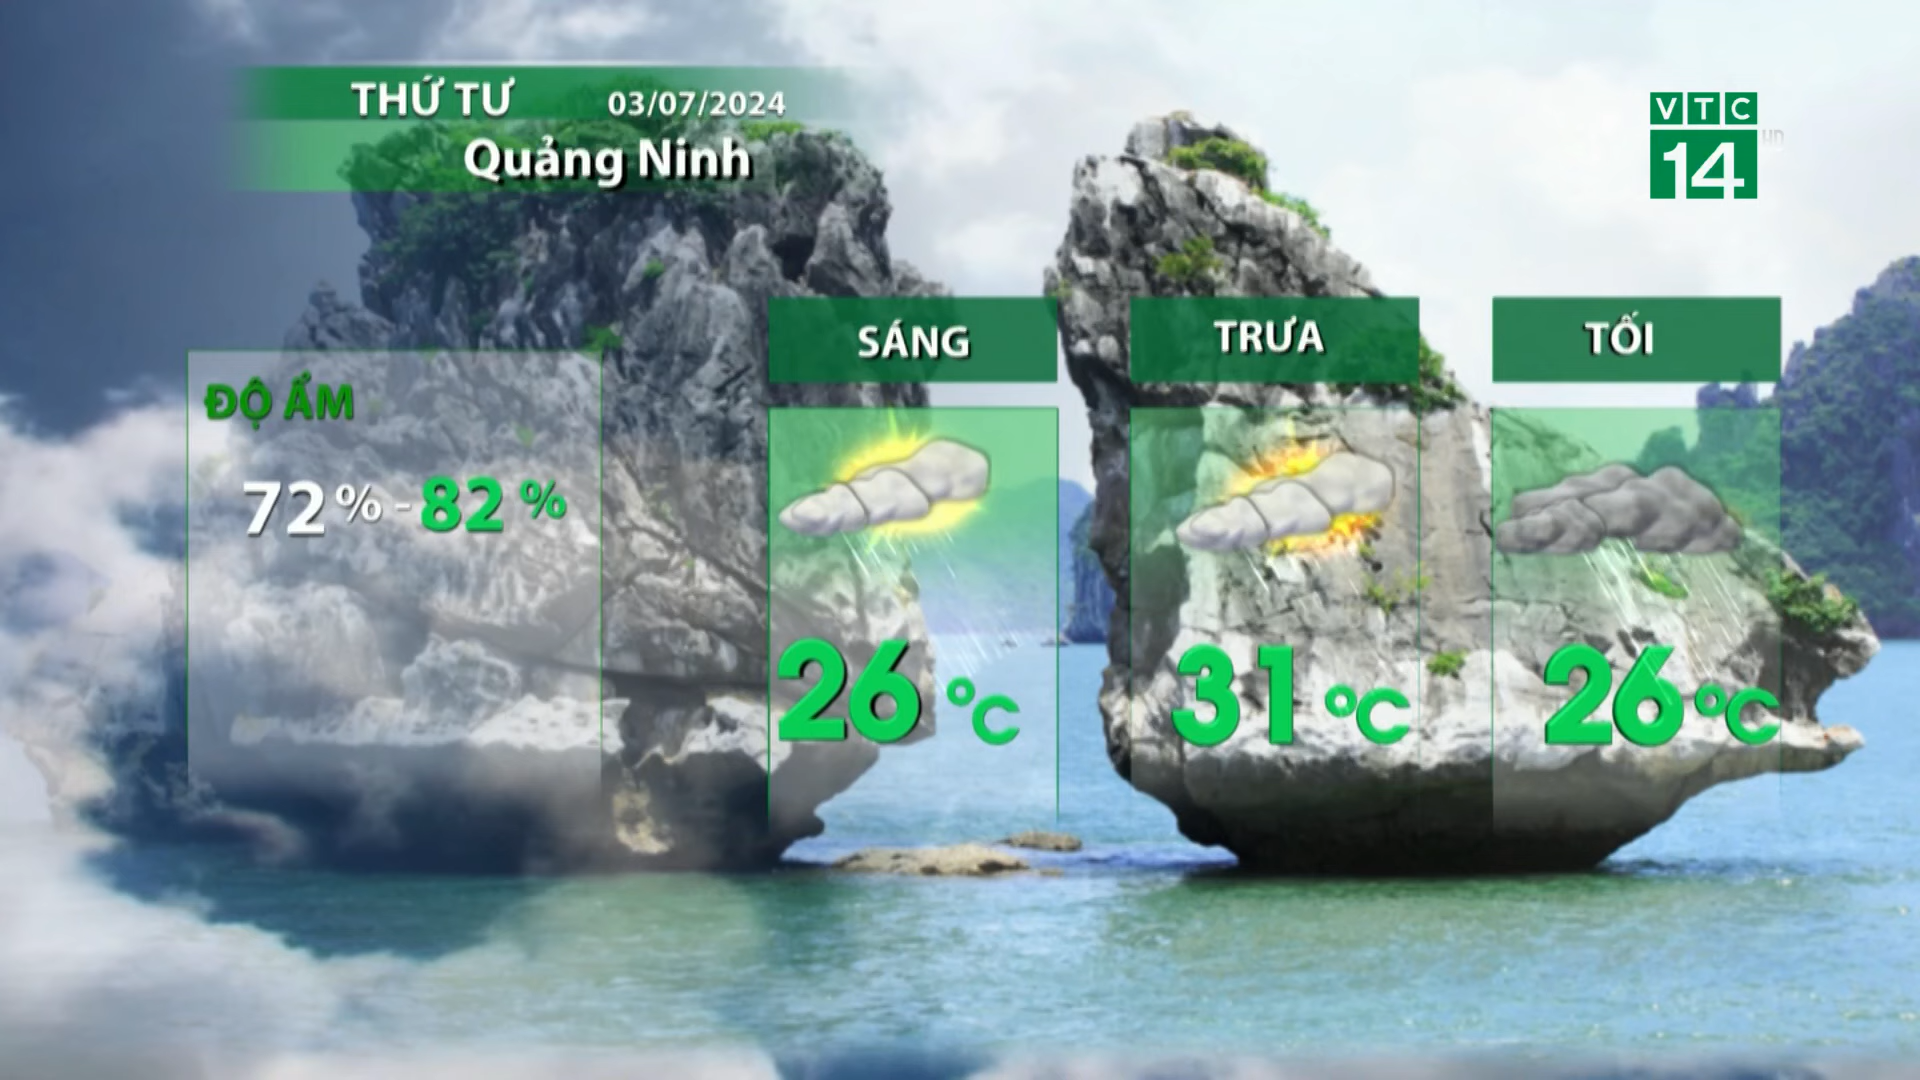 THỨ TƯ 03/07/2024
Quảng Ninh
VTC
14
HD
SÁNG
TRƯA
TỐI
ĐỘ ẨM
72% - 82%
26°C
31°C
26°C